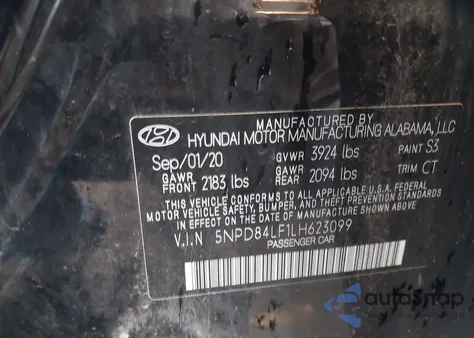 MANUFACTURED BY
HYUNDAI MOTOR MANUFACTURING ALABAMA, LLC
Sep/01/20 GVWR 3924 lbs PAINT S3
GAWR FRONT 2183 lbs GAWR REAR 2094 lbs TRIM CT
THIS VEHICLE CONFORMS TO ALL APPLICABLE U.S.A. FEDERAL
MOTOR VEHICLE SAFETY, BUMPER, AND THEFT PREVENTION STANDARDS
IN EFFECT ON THE DATE OF MANUFACTURE SHOWN ABOVE.
V.I.N 5NPD84LF1LH623099
PASSENGER CAR
autosnap